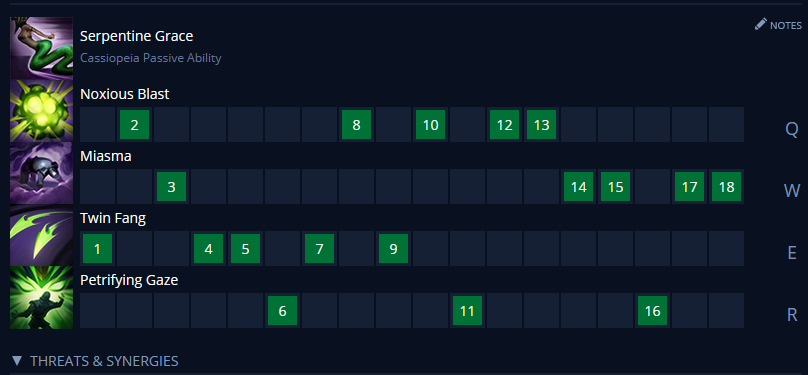 Serpentine Grace
NOTES
Cassiopeia Passive Ability
Noxious Blast
2 8 10 12 13 Q
Miasma
3 14 15 17 18 W
Twin Fang
1 4 5 7 9 E
Petrifying Gaze
6 11 16 R
▼ THREATS & SYNERGIES